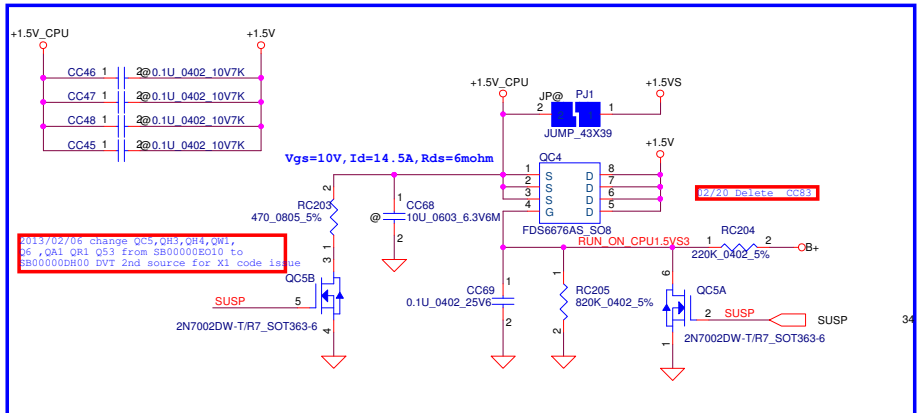 +1.5V_CPU
+1.5V
CC46 1 2@0.1U_0402_10V7K
CC47 1 2@0.1U_0402_10V7K
CC48 1 2@0.1U_0402_10V7K
CC45 1 2@0.1U_0402_10V7K
+1.5V_CPU
JP@ PJ1
+1.5VS
2 2 1 1
JUMP_43X39
+1.5V
Vgs=10V,Id=14.5A,Rds=6mohm
QC4
1 S D 8
2 S D 7
3 S D 6
4 G D 5
FDS6676AS_SO8
02/20 Delete CC83
2
RC203
470_0805_5%
1
1
CC68
@ 10U_0603_6.3V6M
2
RUN_ON_CPU1.5VS3
1 RC204 2
220K_0402_5%
B+
2013/02/06 change QC5,QH3,QH4,QW1,
Q6 ,QA1 QR1 Q53 from SB00000EO10 to
SB00000DH00 DVT 2nd source for X1 code issue
3
QC5B
SUSP 5
4
2N7002DW-T/R7_SOT363-6
1
CC69
0.1U_0402_25V6
2
1
RC205
820K_0402_5%
2
6
QC5A
2 SUSP
SUSP
34
1
2N7002DW-T/R7_SOT363-6